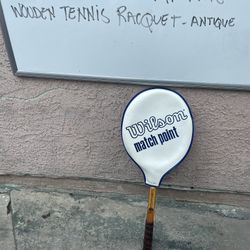 WOODEN TENNIS RACQUET - ANTIQUE
Wilson
match point